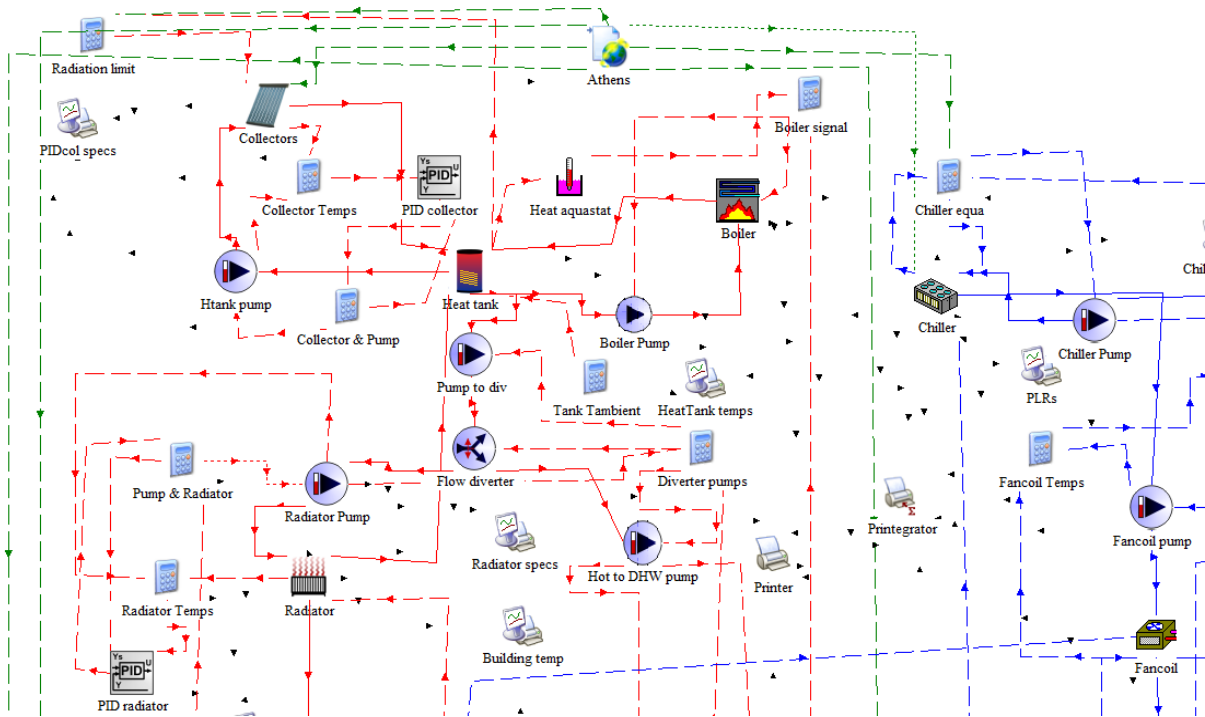 Radiation limit
Athens
PIDcol specs
Collectors
Boiler signal
Ys
U
PID
Y
Collector Temps
PID collector
Heat aquastat
Boiler
Chiller equa
Htank pump
Heat tank
Chiller
Collector & Pump
Boiler Pump
Chiller Pump
Pump to div
Tank Tambient
HeatTank temps
PLRs
Pump & Radiator
Flow diverter
Diverter pumps
Fancoil Temps
Radiator Pump
Printegrator
Σ
Fancoil pump
Radiator specs
Hot to DHW pump
Printer
Radiator Temps
Radiator
Building temp
Fancoil
Ys
U
PID
Y
PID radiator